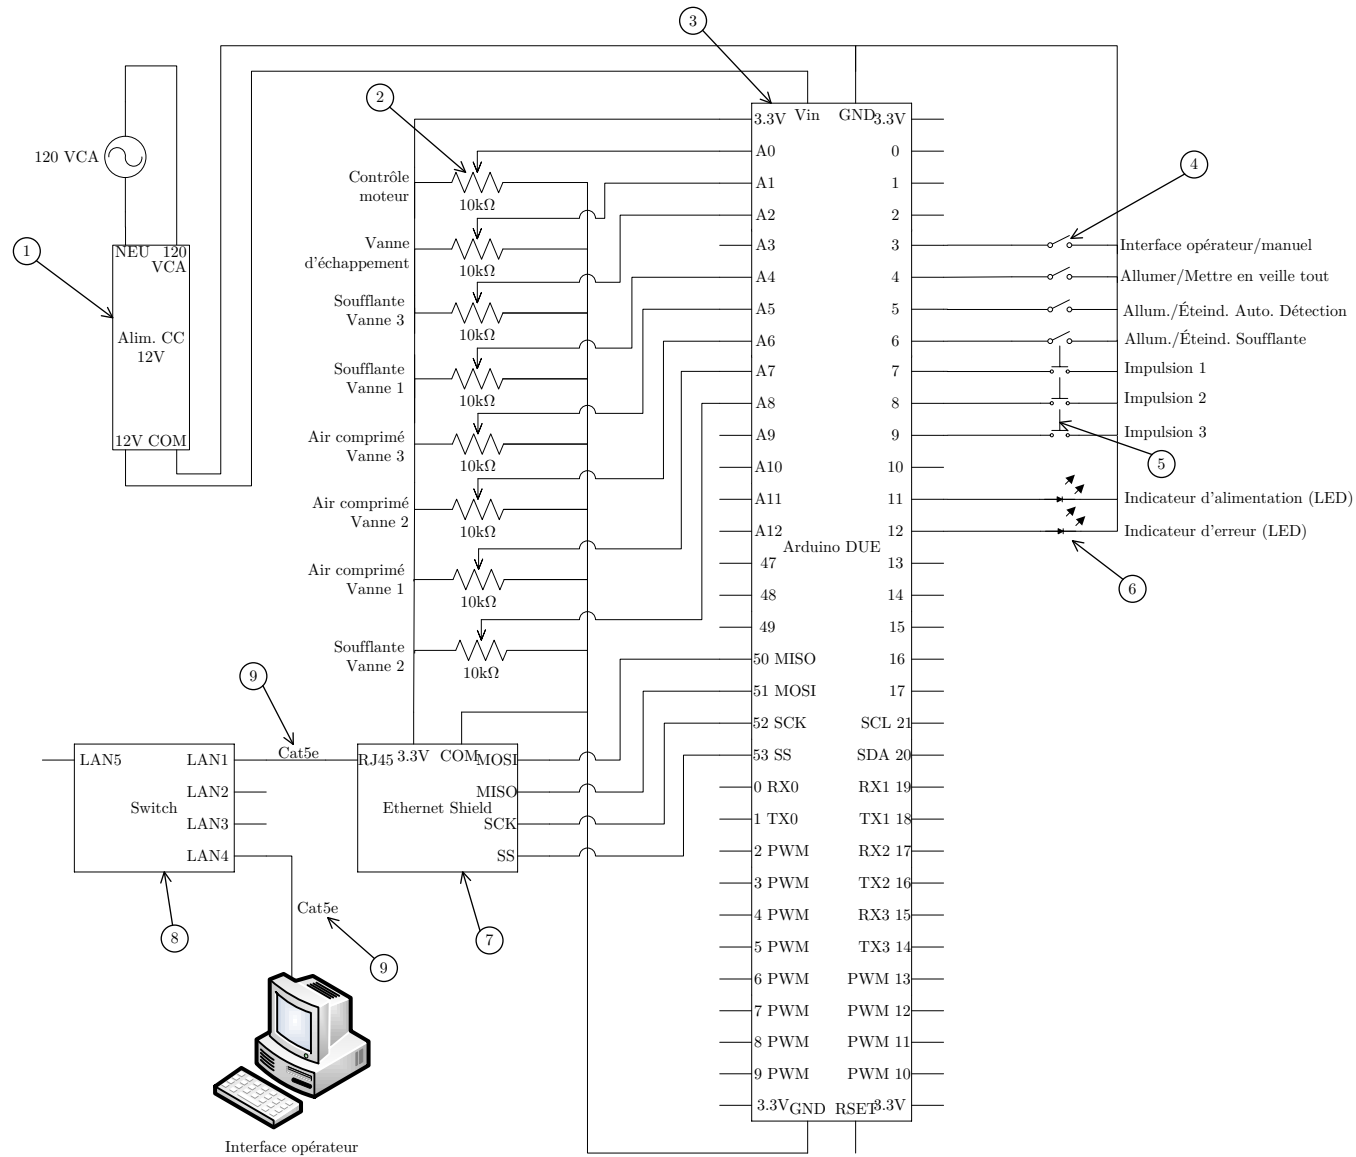 3
2
120 VCA
4
1
NEU 120
VCA
Alim. CC
12V
12V COM
Contrôle
moteur
10kΩ
Vanne
d'échappement
10kΩ
Soufflante
Vanne 3
10kΩ
Soufflante
Vanne 1
10kΩ
Air comprimé
Vanne 3
10kΩ
Air comprimé
Vanne 2
10kΩ
Air comprimé
Vanne 1
10kΩ
Soufflante
Vanne 2
10kΩ
Vin GND
3.3V 3.3V
A0 0
A1 1
A2 2
A3 3
A4 4
A5 5
A6 6
A7 7
A8 8
A9 9
A10 10
A11 11
A12 12
Arduino DUE
47 13
48 14
49 15
50 MISO 16
51 MOSI 17
52 SCK SCL 21
53 SS SDA 20
0 RX0 RX1 19
1 TX0 TX1 18
2 PWM RX2 17
3 PWM TX2 16
4 PWM RX3 15
5 PWM TX3 14
6 PWM PWM 13
7 PWM PWM 12
8 PWM PWM 11
9 PWM PWM 10
3.3V GND RSET 3.3V
Interface opérateur/manuel
Allumer/Mettre en veille tout
Allum./Éteind. Auto. Détection
Allum./Éteind. Soufflante
Impulsion 1
Impulsion 2
Impulsion 3
5
Indicateur d'alimentation (LED)
Indicateur d'erreur (LED)
6
9
Cat5e
LAN5 LAN1
LAN2
Switch
LAN3
LAN4
8
RJ45 3.3V COM MOSI
MISO
Ethernet Shield
SCK
SS
7
Cat5e
9
Interface opérateur